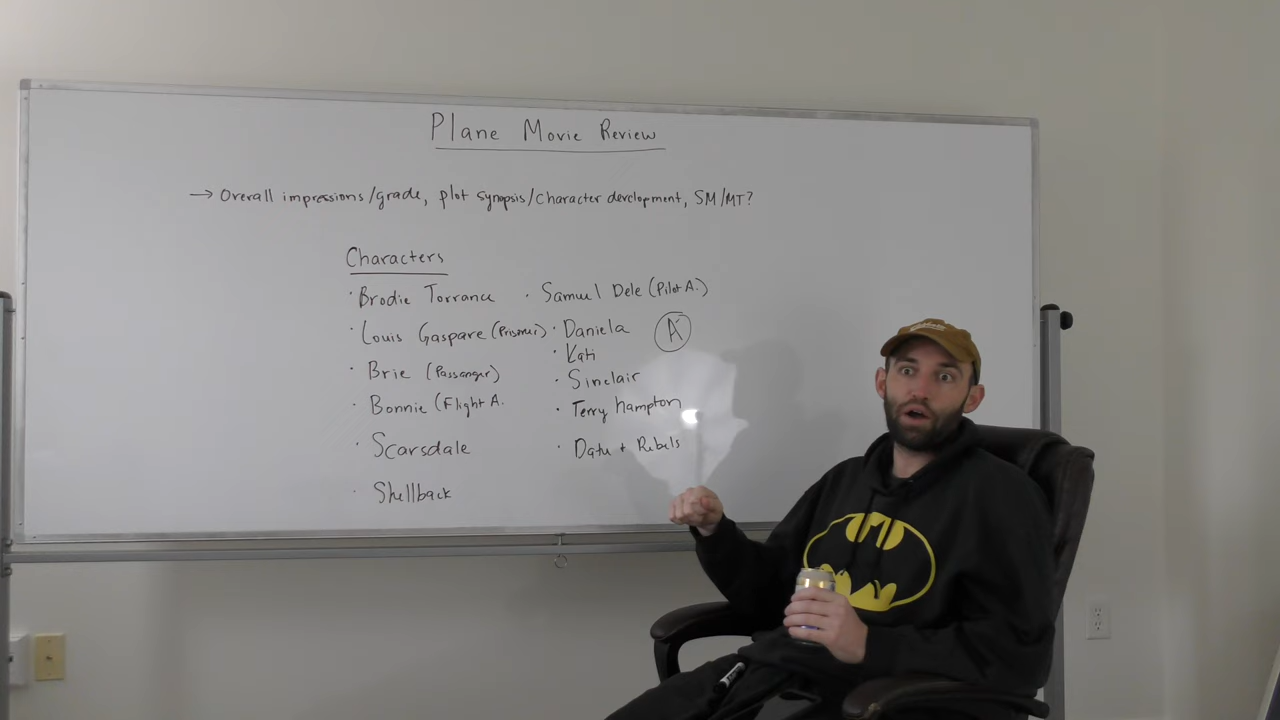 Plane Movie Review
→ Overall impressions/grade, plot synopsis/character development, SM/MT?
Characters
· Brodie Torrance
· Louis Gaspare (Prisoner)
· Brie (Passanger)
· Bonnie (Flight A.
· Scarsdale
· Shellback
· Samuel Dele (Pilot A.)
· Daniela
· Kati
· Sinclair
· Terry Hampton
· Datu + Rebels
A-